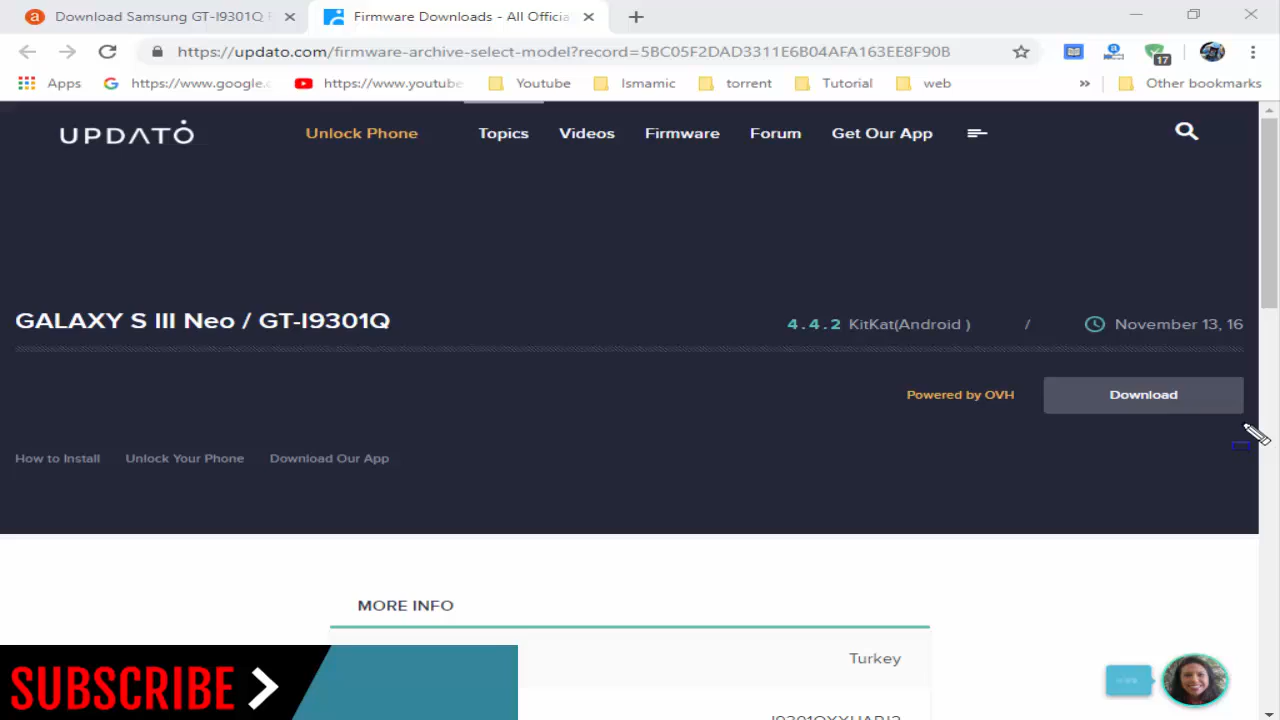 Download Samsung GT-I9301Q
Firmware Downloads - All Officia
https://updato.com/firmware-archive-select-model?record=5BC05F2DAD3311E6B04AFA163EE8F90B
17
Apps
https://www.google.c
https://www.youtube
Youtube
Ismamic
torrent
Tutorial
web
»
Other bookmarks
UPDATO
Unlock Phone
Topics
Videos
Firmware
Forum
Get Our App
GALAXY S III Neo / GT-I9301Q
4.4.2 KitKat(Android )
/
November 13, 16
Powered by OVH
Download
How to Install
Unlock Your Phone
Download Our App
MORE INFO
Turkey
SUBSCRIBE